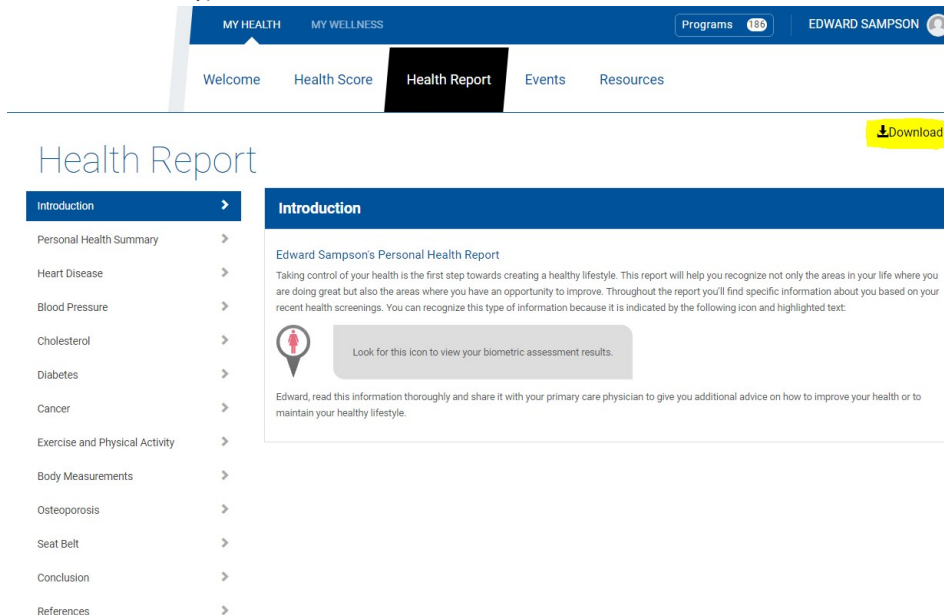 MY HEALTH MY WELLNESS Programs 186 EDWARD SAMPSON
Welcome Health Score Health Report Events Resources
Download
Health Report
Introduction
Personal Health Summary
Heart Disease
Blood Pressure
Cholesterol
Diabetes
Cancer
Exercise and Physical Activity
Body Measurements
Osteoporosis
Seat Belt
Conclusion
References
Introduction
Edward Sampson's Personal Health Report
Taking control of your health is the first step towards creating a healthy lifestyle. This report will help you recognize not only the areas in your life where you
are doing great but also the areas where you have an opportunity to improve. Throughout the report you'll find specific information about you based on your
recent health screenings. You can recognize this type of information because it is indicated by the following icon and highlighted text:
Look for this icon to view your biometric assessment results.
Edward, read this information thoroughly and share it with your primary care physician to give you additional advice on how to improve your health or to
maintain your healthy lifestyle.